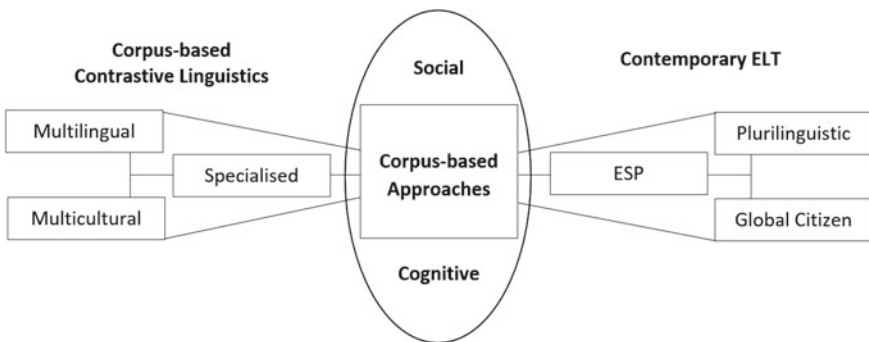 Corpus-based
Contrastive Linguistics
Social
Contemporary ELT
Multilingual
Plurilinguistic
Specialised
Corpus-based
Approaches
ESP
Multicultural
Global Citizen
Cognitive